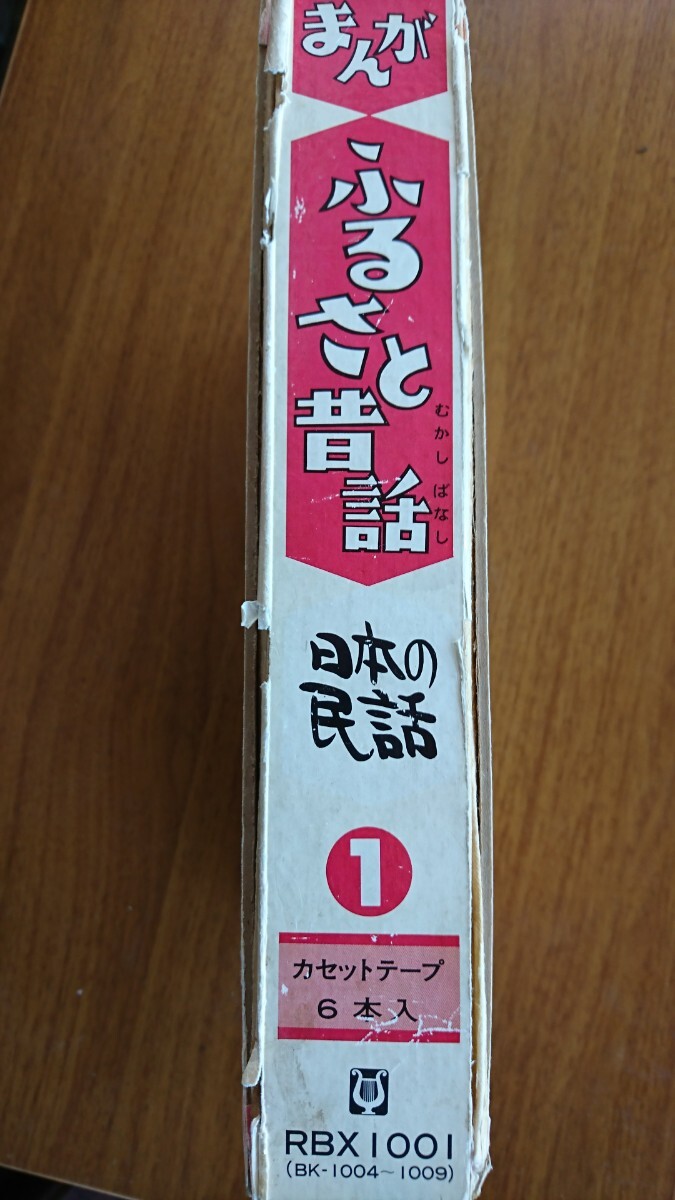 まんが
ふるさと
昔話
むかし ばなし
日本の
民話
1
カセットテープ
6本入
RBX1001
(BK-1004～1009)